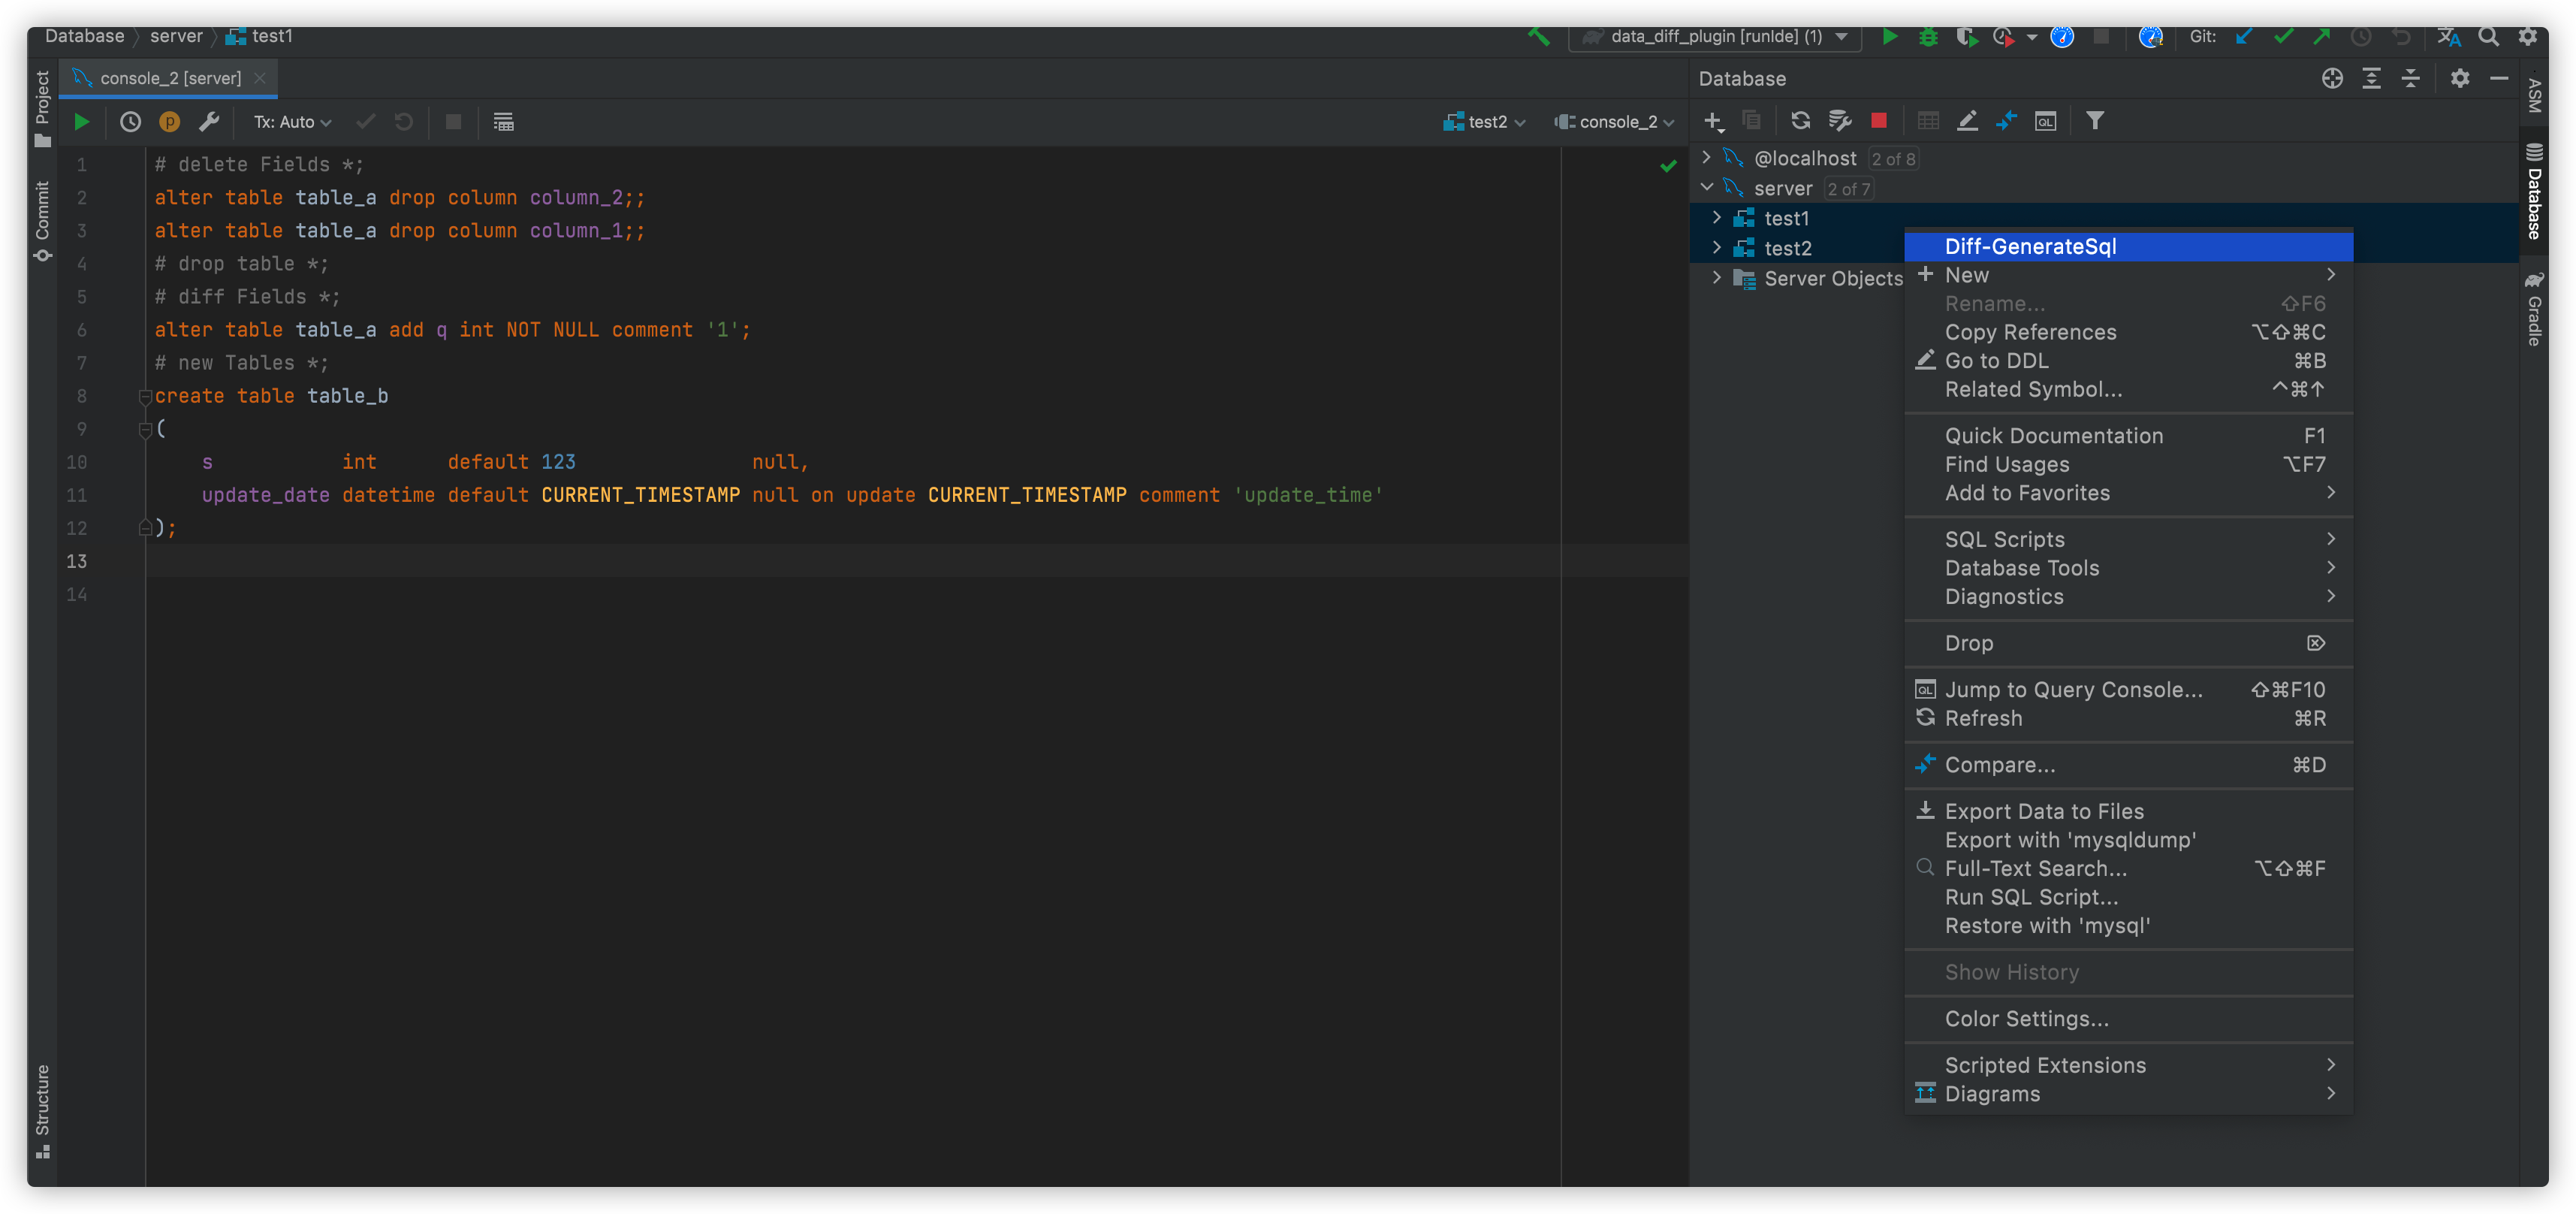 Database server test1 data_diff_plugin [runIde] (1) Git:
Project
Commit
Structure
console_2 [server]
Tx: Auto test2 console_2
1 # delete Fields *;
2 alter table table_a drop column column_2;;
3 alter table table_a drop column column_1;;
4 # drop table *;
5 # diff Fields *;
6 alter table table_a add q int NOT NULL comment '1';
7 # new Tables *;
8 create table table_b
9 (
10 s int default 123 null,
11 update_date datetime default CURRENT_TIMESTAMP null on update CURRENT_TIMESTAMP comment 'update_time'
12 );
13
14
Database
QL
@localhost 2 of 8
server 2 of 7
test1
test2
Server Objects
Diff-GenerateSql
New
Rename... ⇧F6
Copy References ⌥⇧⌘C
Go to DDL ⌘B
Related Symbol... ^⌘↑
Quick Documentation F1
Find Usages ⌥F7
Add to Favorites
SQL Scripts
Database Tools
Diagnostics
Drop ⌦
QL Jump to Query Console... ⇧⌘F10
Refresh ⌘R
Compare... ⌘D
Export Data to Files
Export with 'mysqldump'
Full-Text Search... ⌥⇧⌘F
Run SQL Script...
Restore with 'mysql'
Show History
Color Settings...
Scripted Extensions
Diagrams
ASM
Database
Gradle